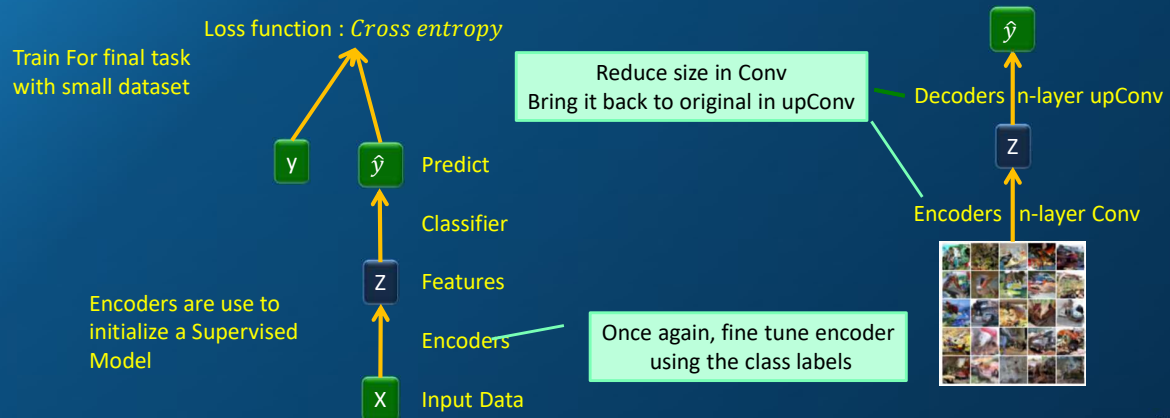 Loss function : Cross entropy
Train For final task
with small dataset
y
ŷ
Predict
Classifier
Z
Features
Encoders are use to
initialize a Supervised
Model
Encoders
X
Input Data
Once again, fine tune encoder
using the class labels
Reduce size in Conv
Bring it back to original in upConv
ŷ
Decoders n-layer upConv
Z
Encoders n-layer Conv